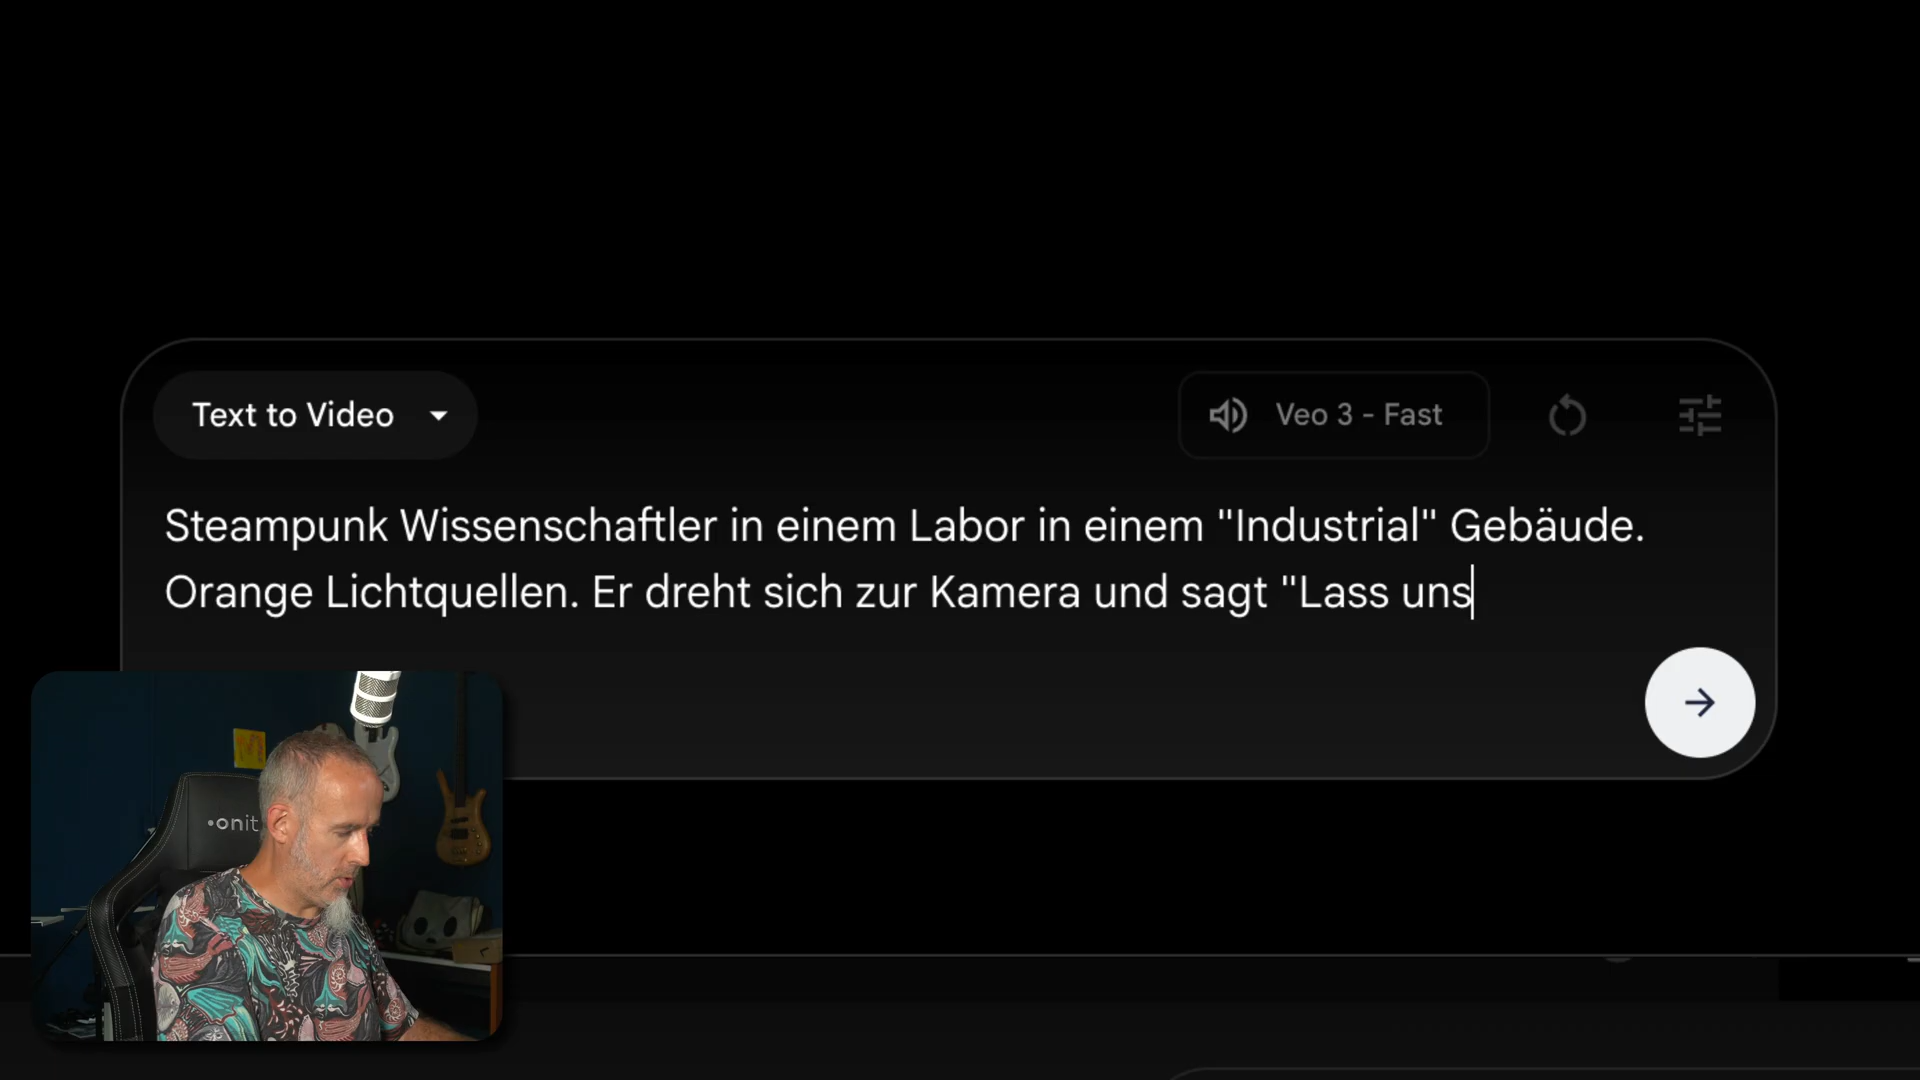 Text to Video
Veo 3 - Fast
Steampunk Wissenschaftler in einem Labor in einem "Industrial" Gebäude.
Orange Lichtquellen. Er dreht sich zur Kamera und sagt "Lass uns
onit